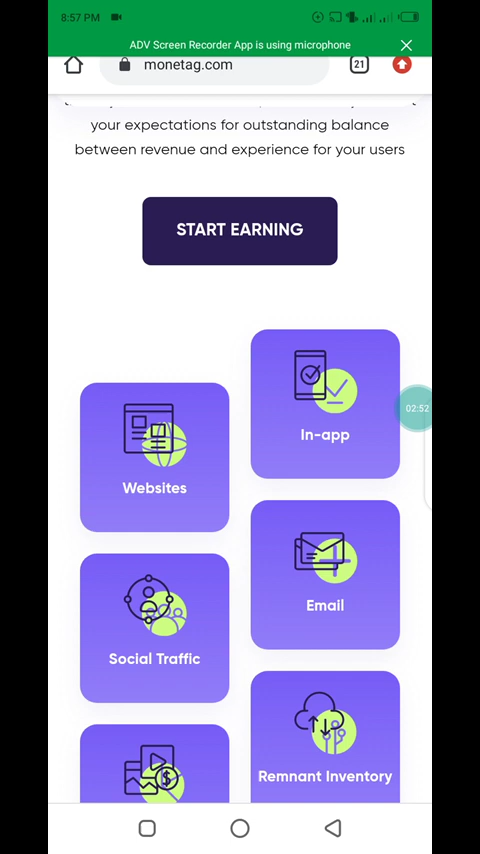 8:57 PM
ADV Screen Recorder App is using microphone
monetag.com
21
your expectations for outstanding balance
between revenue and experience for your users
START EARNING
In-app
02:52
Websites
Email
Social Traffic
Remnant Inventory